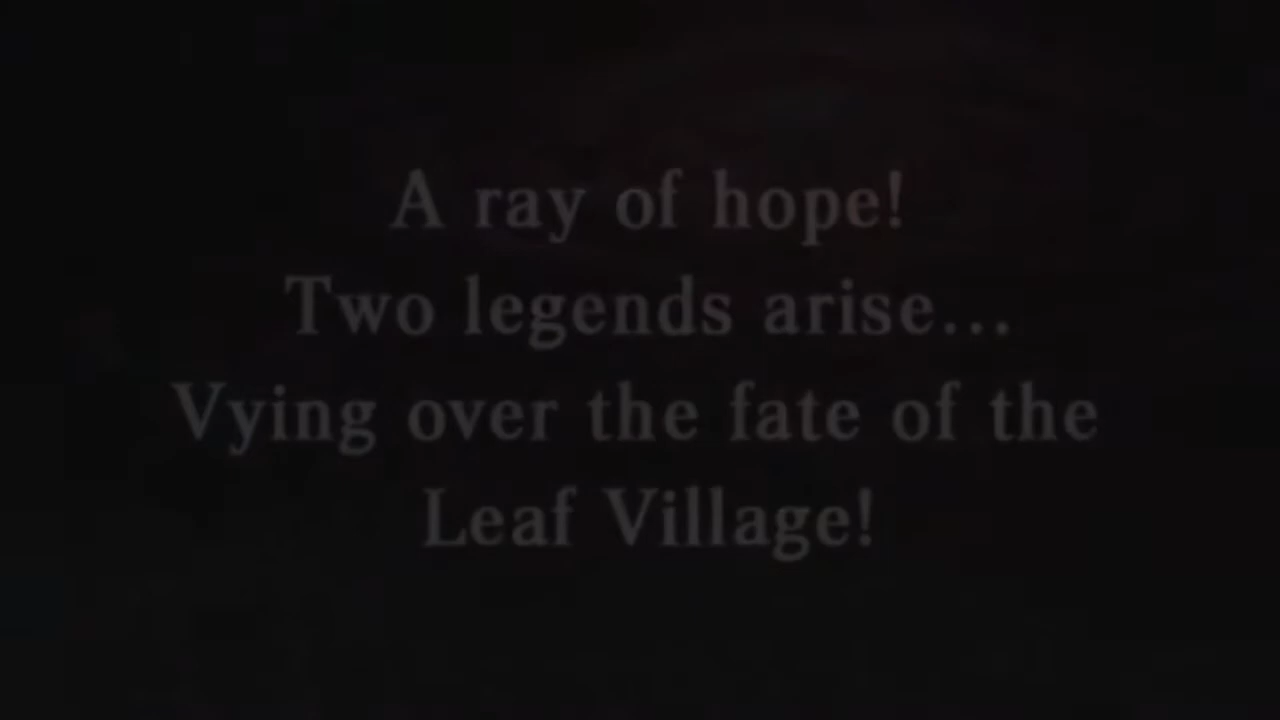 A ray of hope!
Two legends arise...
Vying over the fate of the
Leaf Village!